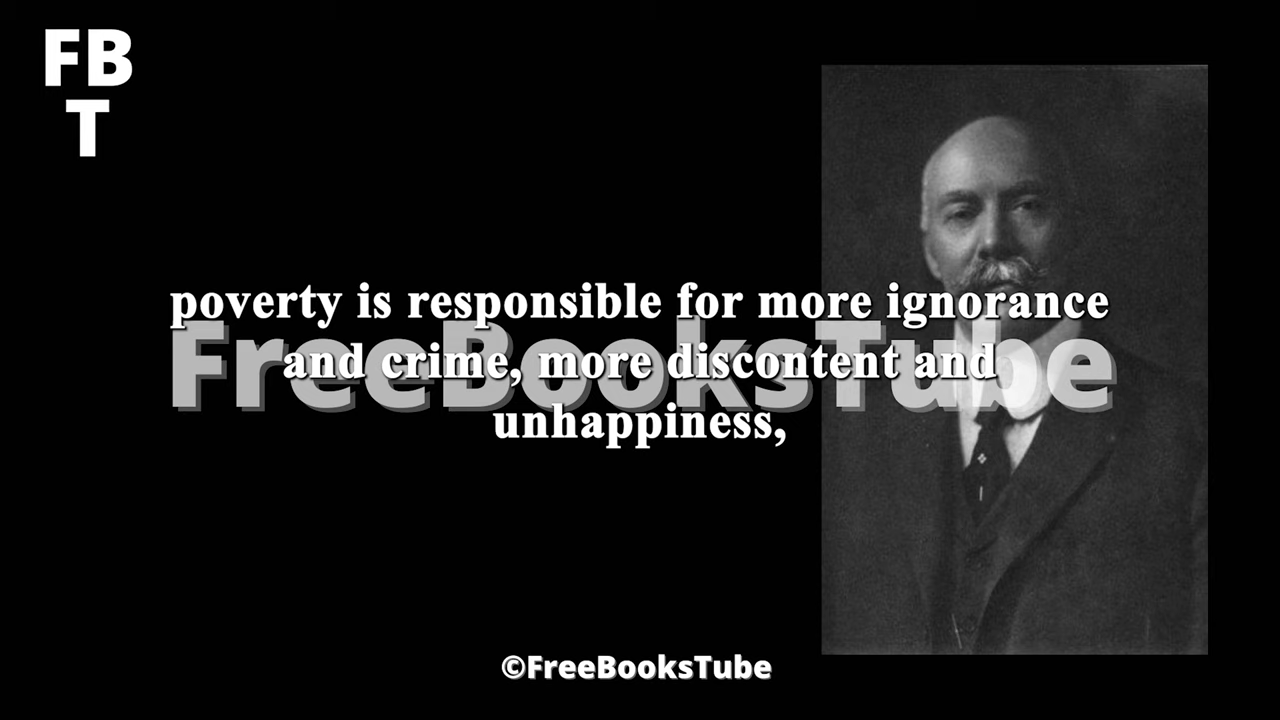 FB
T
poverty is responsible for more ignorance
and crime, more discontent and
unhappiness,
FreeBooksTube
©FreeBooksTube